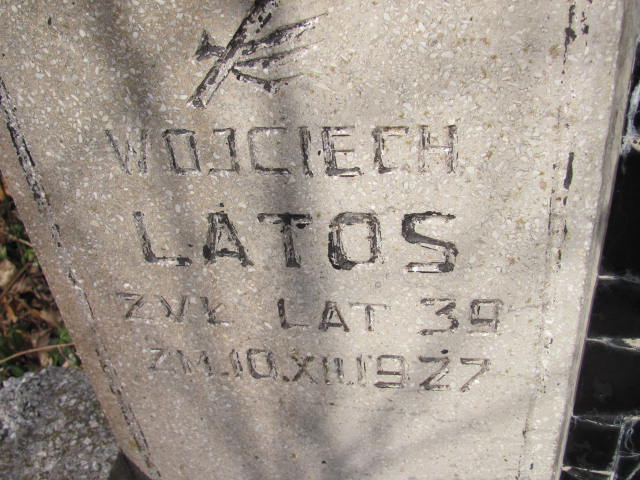 WOJCIECH
LATOS
ŻYŁ LAT 39
ZM.10.XII.1927